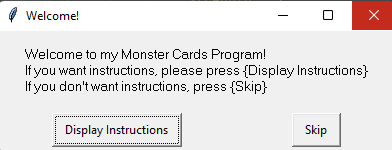 Welcome!
Welcome to my Monster Cards Program!
If you want instructions, please press {Display Instructions}
If you don't want instructions, press {Skip}
Display Instructions
Skip